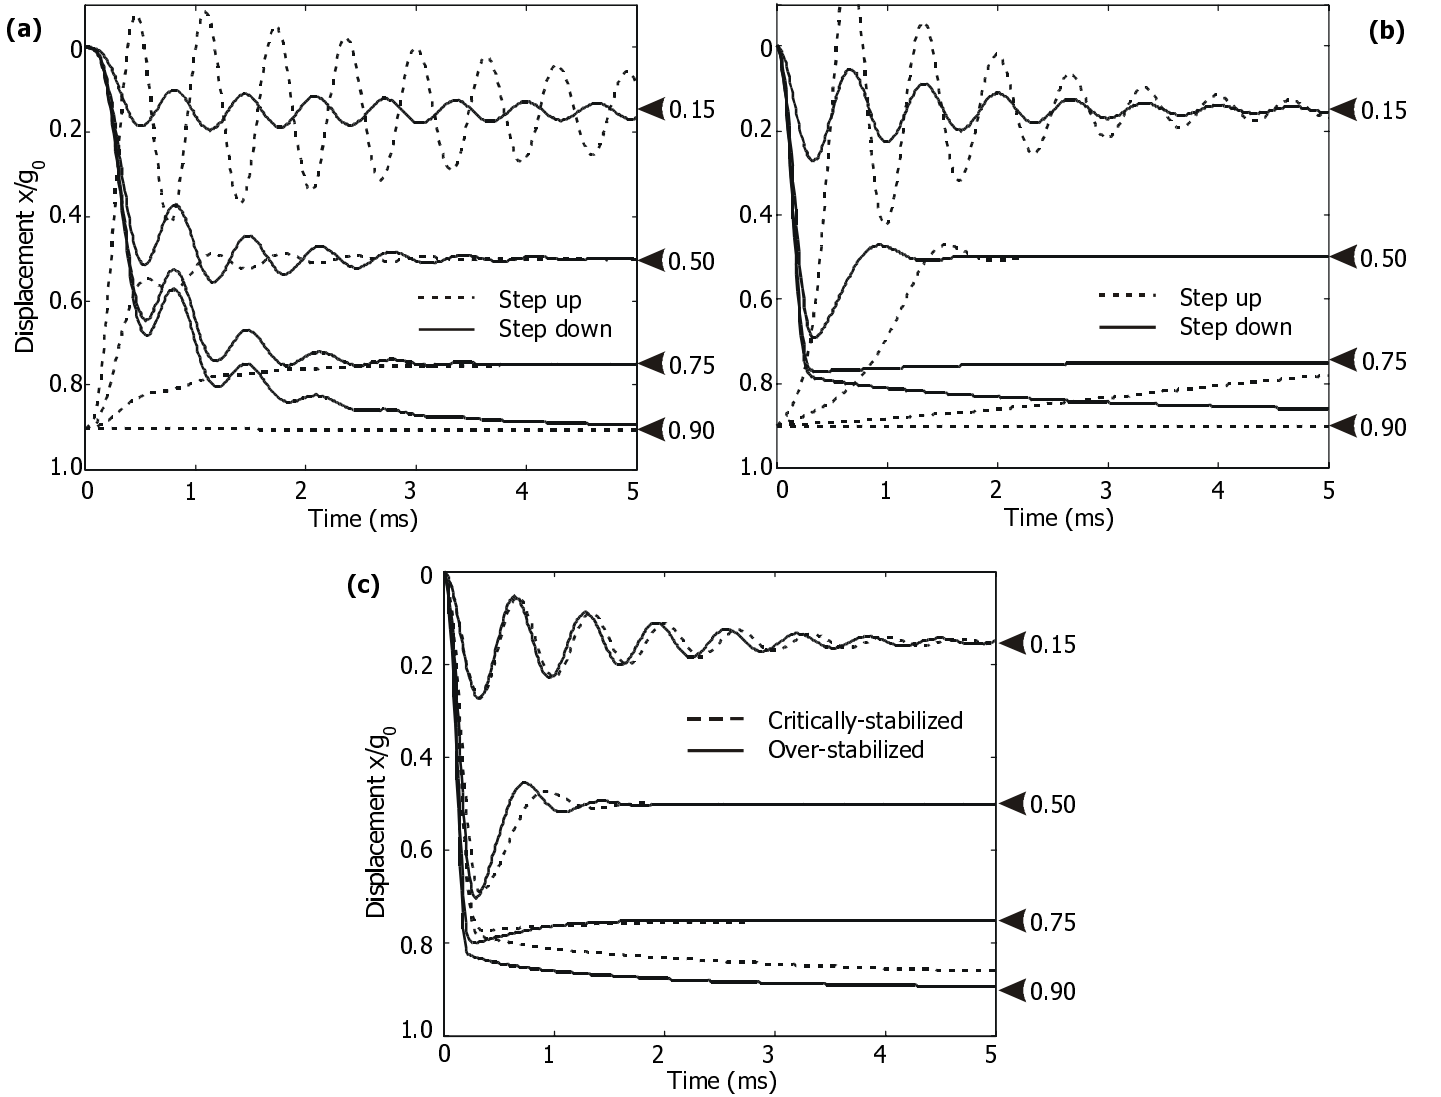 (a)
0
0.2
0.4
0.6
0.8
1.0
Displacement x/g0
0 1 2 3 4 5
Time (ms)
Step up
Step down
0.15
0.50
0.75
0.90
(b)
0
0.2
0.4
0.6
0.8
1.0
0 1 2 3 4 5
Time (ms)
Step up
Step down
0.15
0.50
0.75
0.90
(c)
0
0.2
0.4
0.6
0.8
1.0
Displacement x/g0
0 1 2 3 4 5
Time (ms)
Critically-stabilized
Over-stabilized
0.15
0.50
0.75
0.90